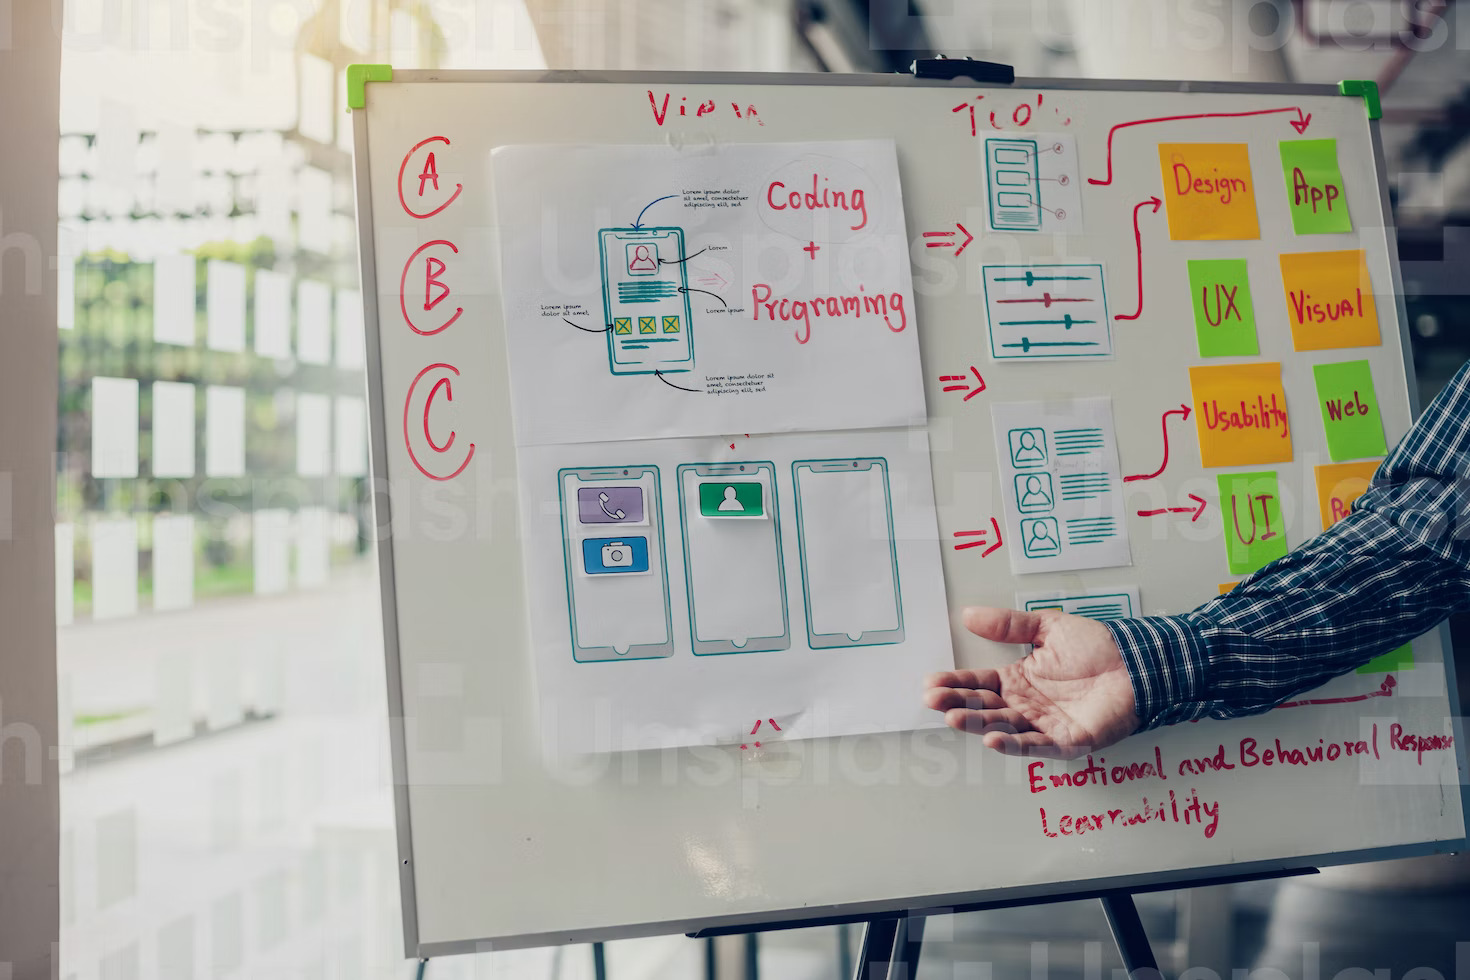 View
A
B
C
Lorem ipsum dolor
sit amet, consectetuer
adipiscing elit, sed
Lorem
Lorem ipsum
Lorem ipsum
dolor sit amet,
Lorem ipsum dolor sit
amet, consectetuer
adipiscing elit, sed
Coding
+
Programing
A
B
C
Design
App
UX
Visual
Usability
Web
UI
Emotional and Behavioral Response
Unsplash+